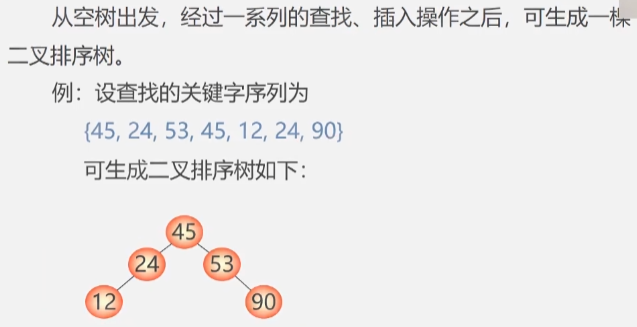 从空树出发，经过一系列的查找、插入操作之后，可生成一棵
二叉排序树。
例：设查找的关键字序列为
{45, 24, 53, 45, 12, 24, 90}
可生成二叉排序树如下：
45
24 53
12 90